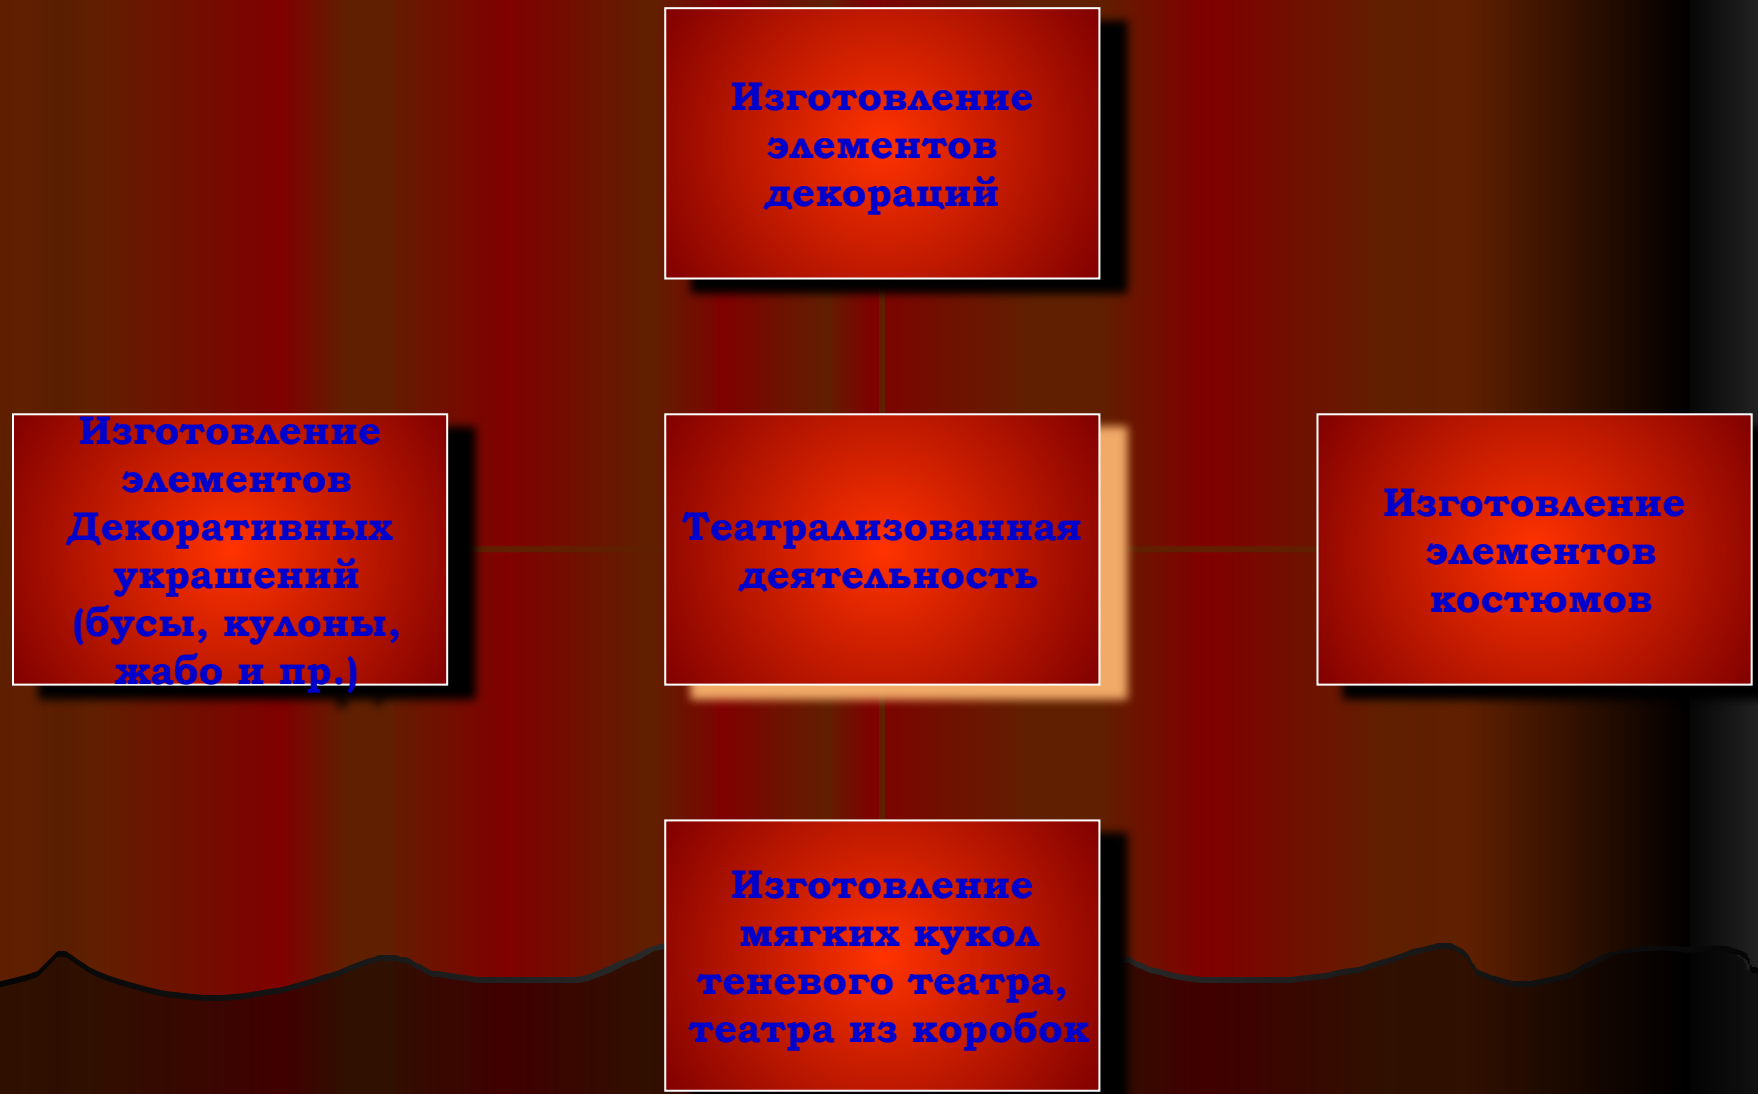 Изготовление
элементов
декораций
Изготовление
элементов
Декоративных
украшений
(бусы, кулоны,
жабо и пр.)
Театрализованная
деятельность
Изготовление
элементов
костюмов
Изготовление
мягких кукол
теневого театра,
театра из коробок